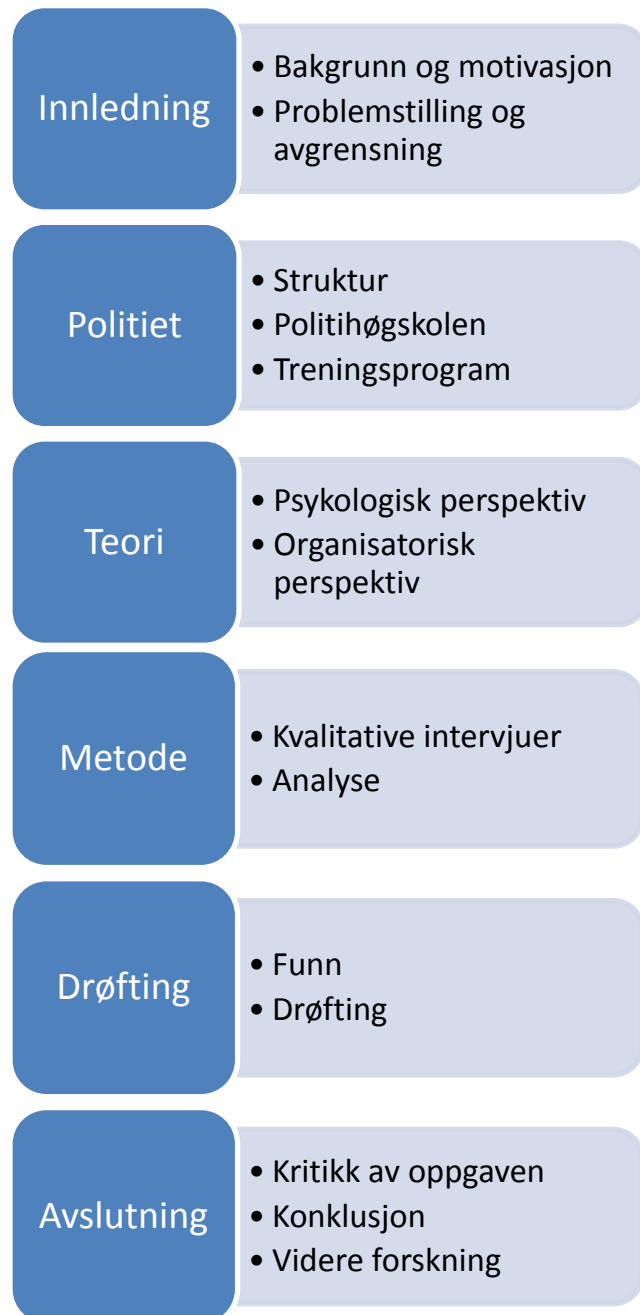 Innledning
• Bakgrunn og motivasjon
• Problemstilling og
avgrensning
Politiet
• Struktur
• Politihøgskolen
• Treningsprogram
Teori
• Psykologisk perspektiv
• Organisatorisk
perspektiv
Metode
• Kvalitative intervjuer
• Analyse
Drøfting
• Funn
• Drøfting
Avslutning
• Kritikk av oppgaven
• Konklusjon
• Videre forskning